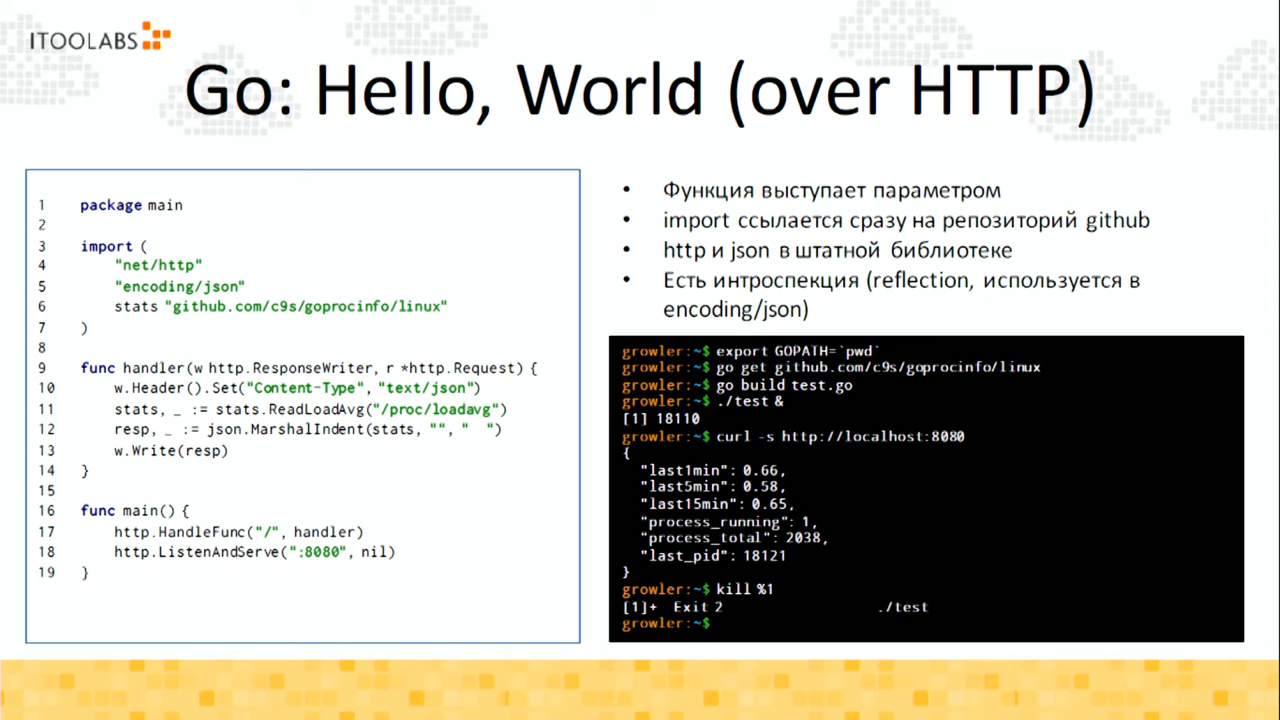 ITOOLABS
Go: Hello, World (over HTTP)
1 package main
2
3 import (
4 "net/http"
5 "encoding/json"
6 stats "github.com/c9s/goprocinfo/linux"
7 )
8
9 func handler(w http.ResponseWriter, r *http.Request) {
10 w.Header().Set("Content-Type", "text/json")
11 stats, _ := stats.ReadLoadAvg("/proc/loadavg")
12 resp, _ := json.MarshalIndent(stats, "", "  ")
13 w.Write(resp)
14 }
15
16 func main() {
17 http.HandleFunc("/", handler)
18 http.ListenAndServe(":8080", nil)
19 }
• Функция выступает параметром
• import ссылается сразу на репозиторий github
• http и json в штатной библиотеке
• Есть интроспекция (reflection, используется в
encoding/json)
growler:~$ export GOPATH=`pwd`
growler:~$ go get github.com/c9s/goprocinfo/linux
growler:~$ go build test.go
growler:~$ ./test &
[1] 18110
growler:~$ curl -s http://localhost:8080
{
"last1min": 0.66,
"last5min": 0.58,
"last15min": 0.65,
"process_running": 1,
"process_total": 2038,
"last_pid": 18121
}
growler:~$ kill %1
[1]+ Exit 2 ./test
growler:~$